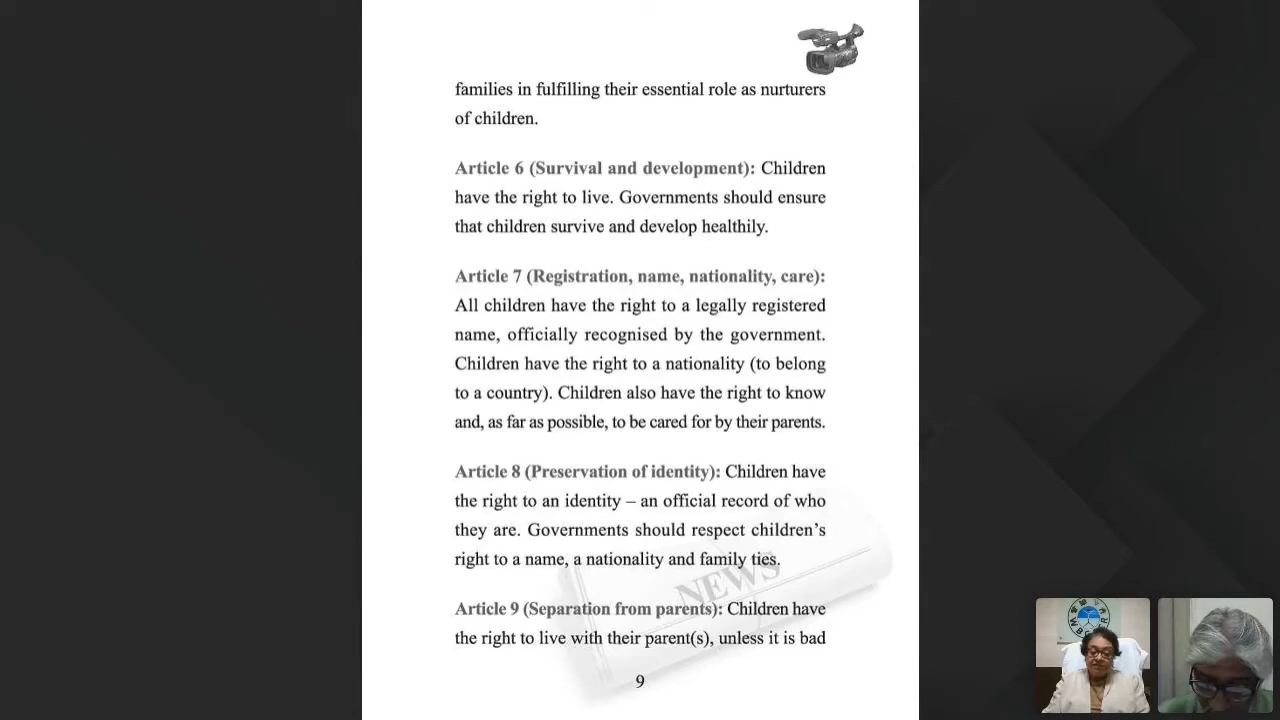 families in fulfilling their essential role as nurturers
of children.
Article 6 (Survival and development): Children
have the right to live. Governments should ensure
that children survive and develop healthily.
Article 7 (Registration, name, nationality, care):
All children have the right to a legally registered
name, officially recognised by the government.
Children have the right to a nationality (to belong
to a country). Children also have the right to know
and, as far as possible, to be cared for by their parents.
Article 8 (Preservation of identity): Children have
the right to an identity – an official record of who
they are. Governments should respect children’s
right to a name, a nationality and family ties.
NEWS
Article 9 (Separation from parents): Children have
the right to live with their parent(s), unless it is bad
9